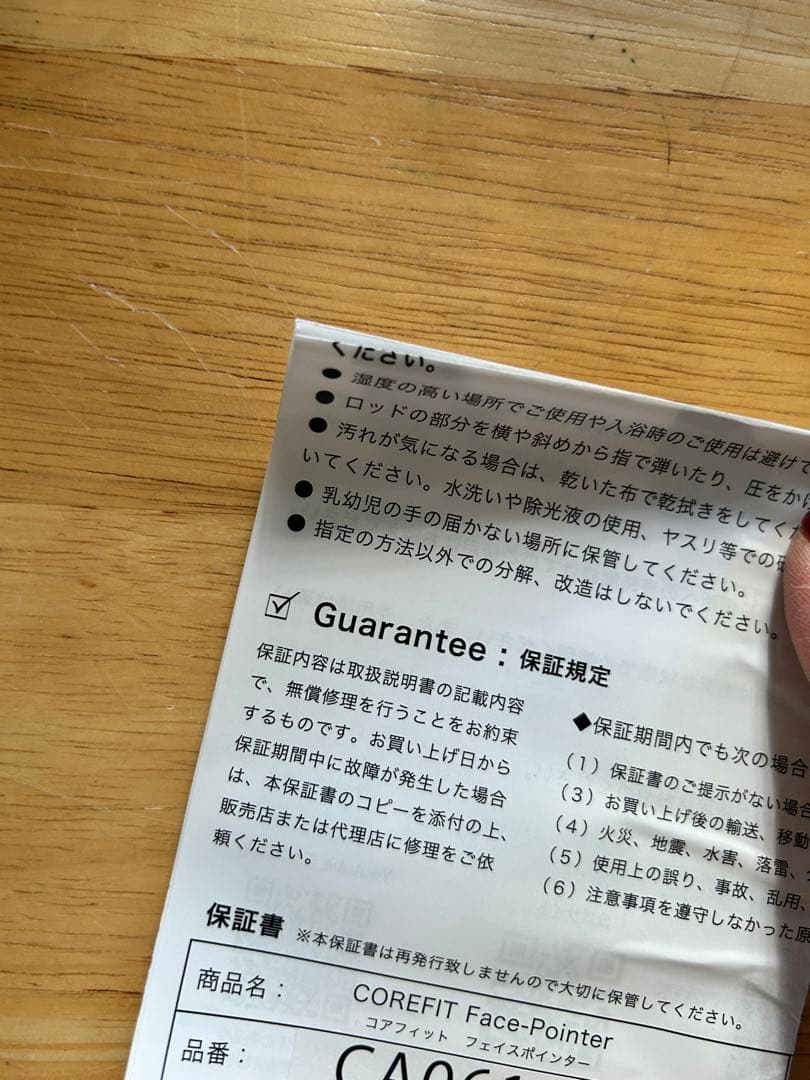 ください。
● 湿度の高い場所でご使用や入浴時のご使用は避けて
● ロッドの部分を横や斜めから指で弾いたり、圧をか
● 汚れが気になる場合は、乾いた布で乾拭きをしてくだ
いてください。水洗いや除光液の使用、ヤスリ等での
● 乳幼児の手の届かない場所に保管してください。
● 指定の方法以外での分解、改造はしないでください。
☑ Guarantee：保証規定
保証内容は取扱説明書の記載内容
で、無償修理を行うことをお約束
するものです。お買い上げ日から
保証期間中に故障が発生した場合
は、本保証書のコピーを添付の上、
販売店または代理店に修理をご依
頼ください。
◆保証期間内でも次の場合
（1）保証書のご提示がない場合
（3）お買い上げ後の輸送、移動
（4）火災、地震、水害、落雷、
（5）使用上の誤り、事故、乱用、
（6）注意事項を遵守しなかった原
保証書 ※本保証書は再発行致しませんので大切に保管してください。
商品名： COREFIT Face-Pointer
コアフィット フェイスポインター
品番： CA061